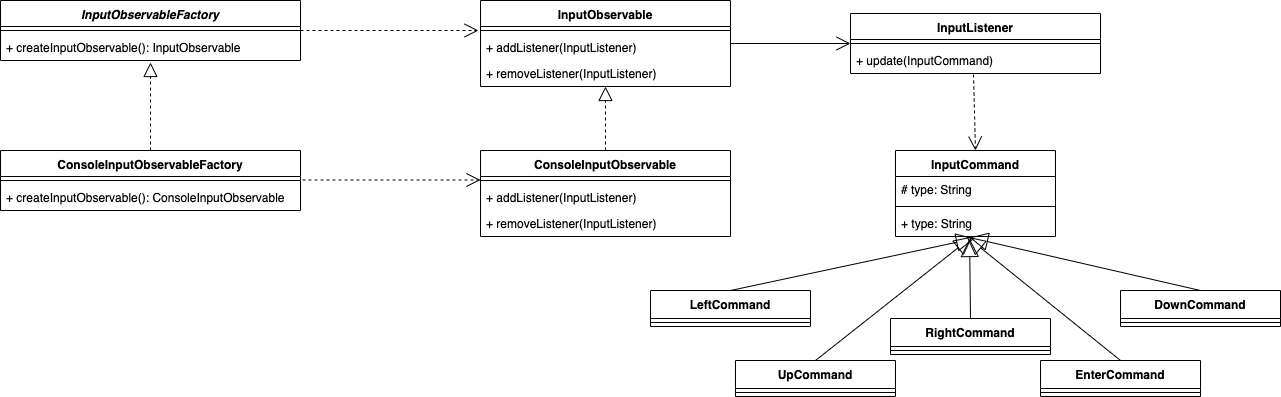 InputObservableFactory
+ createInputObservable(): InputObservable
InputObservable
+ addListener(InputListener)
+ removeListener(InputListener)
InputListener
+ update(InputCommand)
ConsoleInputObservableFactory
+ createInputObservable(): ConsoleInputObservable
ConsoleInputObservable
+ addListener(InputListener)
+ removeListener(InputListener)
InputCommand
# type: String
+ type: String
LeftCommand
RightCommand
DownCommand
UpCommand
EnterCommand